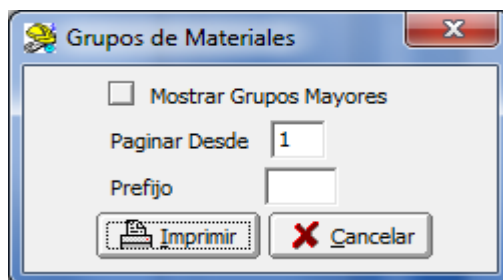 Grupos de Materiales
Mostrar Grupos Mayores
Paginar Desde 1
Prefijo
Imprimir Cancelar